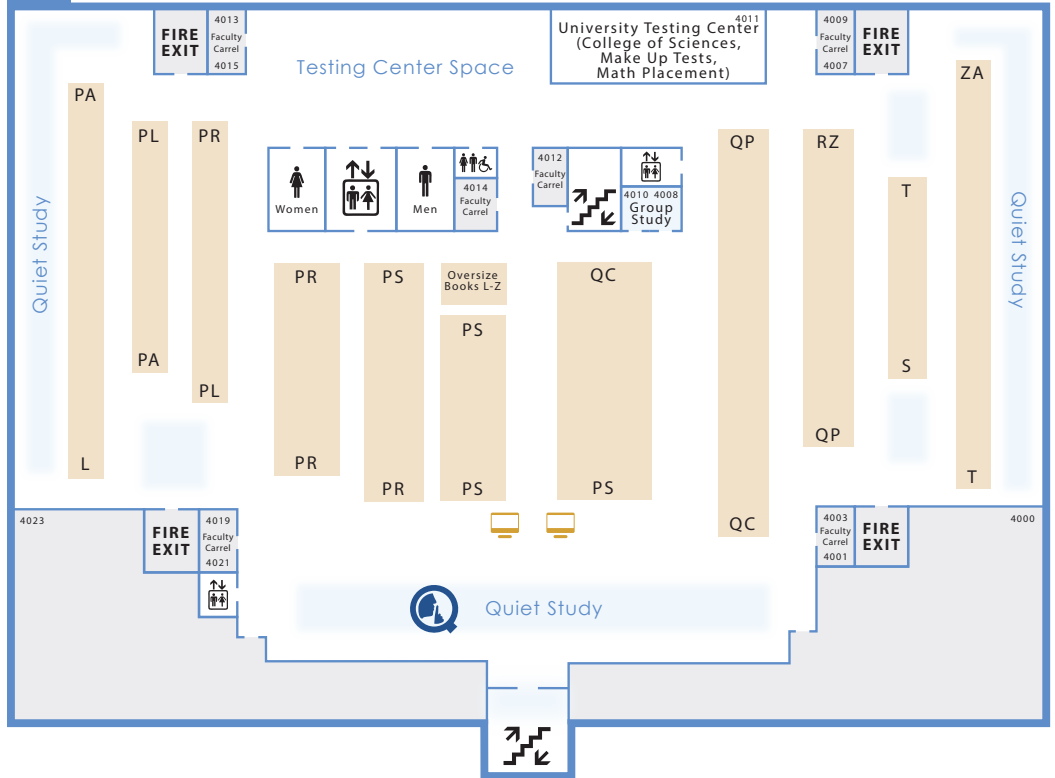 4013
FIRE
EXIT
Faculty
Carrel
4015
Testing Center Space
4011
University Testing Center
(College of Sciences,
Make Up Tests,
Math Placement)
4009
Faculty
Carrel
4007
FIRE
EXIT
PA
L
PL
PA
PR
PL
Quiet Study
Women
Men
4014
Faculty
Carrel
4012
Faculty
Carrel
4010 4008
Group
Study
QP
QC
RZ
QP
T
S
ZA
T
Quiet Study
PR
PR
PS
PR
Oversize
Books L-Z
PS
PS
QC
PS
4023
FIRE
EXIT
4019
Faculty
Carrel
4021
4003
Faculty
Carrel
4001
FIRE
EXIT
4000
Quiet Study